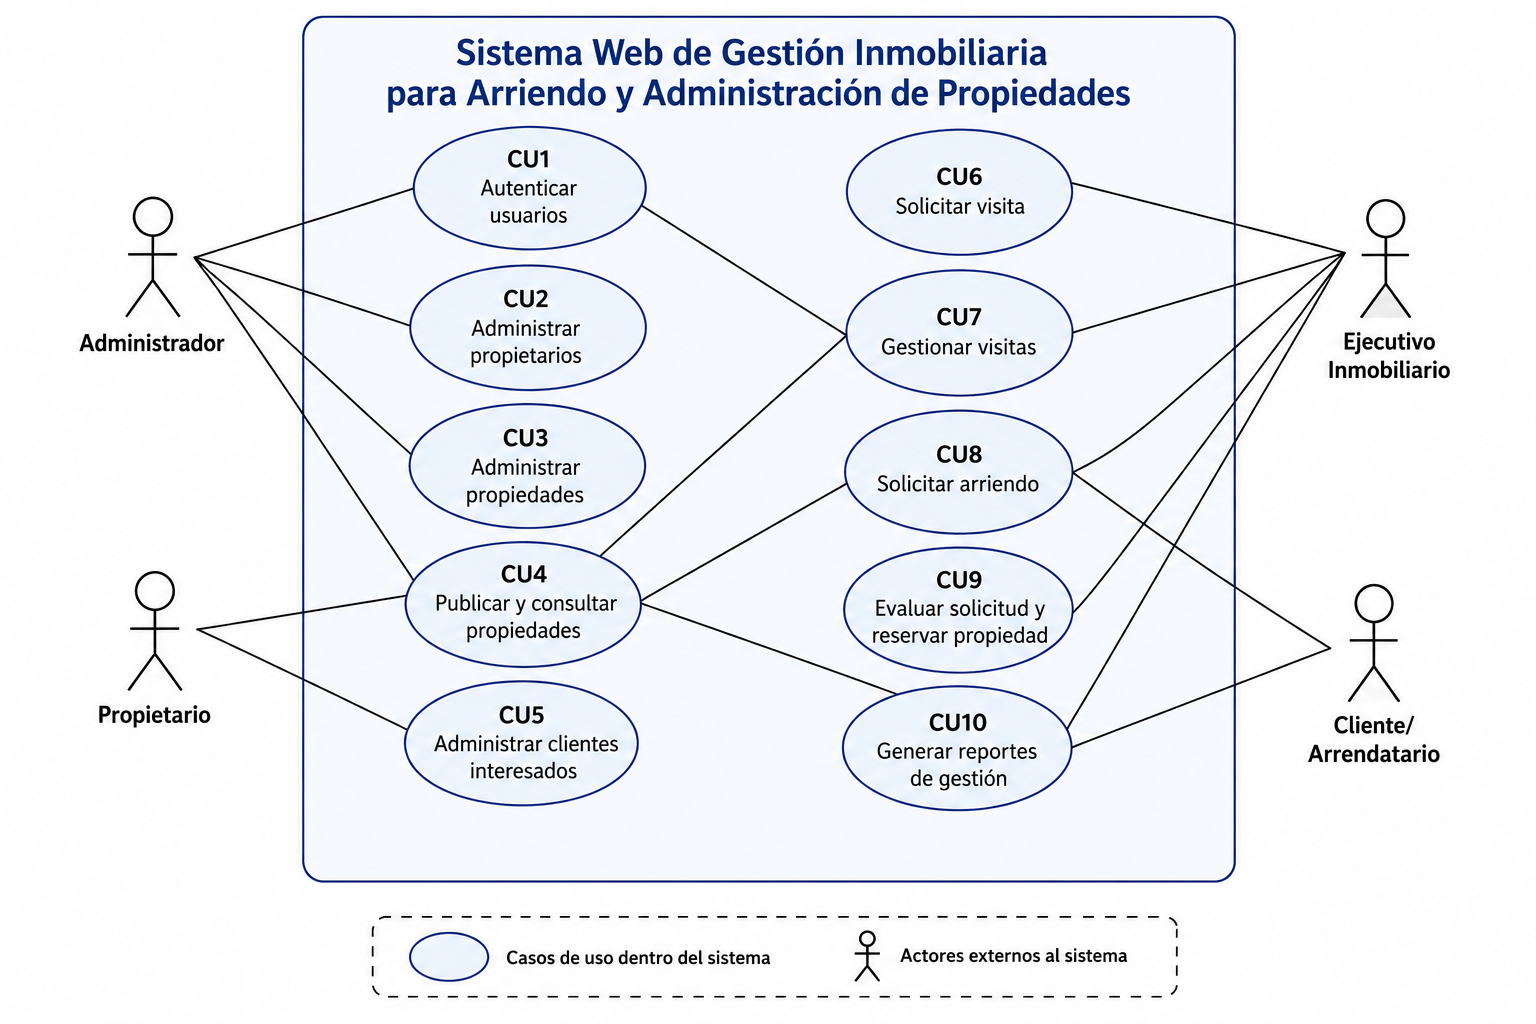 Sistema Web de Gestión Inmobiliaria
para Arriendo y Administración de Propiedades
CU1
Autenticar
usuarios
CU2
Administrar
propietarios
CU3
Administrar
propiedades
CU4
Publicar y consultar
propiedades
CU5
Administrar clientes
interesados
CU6
Solicitar visita
CU7
Gestionar visitas
CU8
Solicitar arriendo
CU9
Evaluar solicitud y
reservar propiedad
CU10
Generar reportes
de gestión
Administrador
Propietario
Ejecutivo
Inmobiliario
Cliente/
Arrendatario
Casos de uso dentro del sistema
Actores externos al sistema